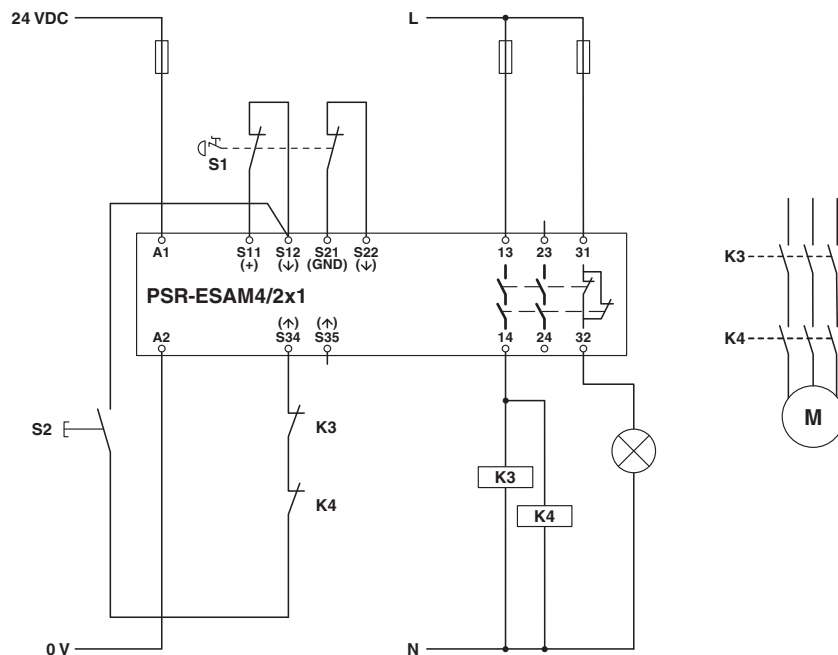 24 VDC
L
S1
A1 S11 S12 S21 S22 13 23 31
(+) (↓) (GND) (↓)
PSR-ESAM4/2x1
(↑) (↑)
A2 S34 S35 14 24 32
K3
K4
M
S2
K3
K4
K3
K4
0 V
N